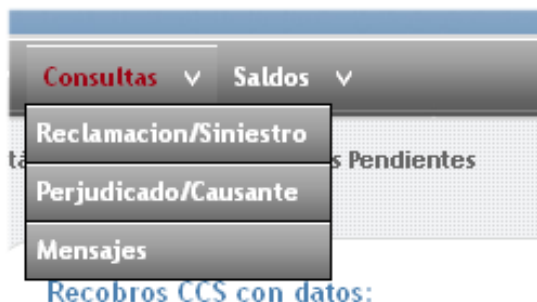 Consultas v Saldos v
Reclamacion/Siniestro
s Pendientes
Perjudicado/Causante
Mensajes
Recobros CCS con datos: